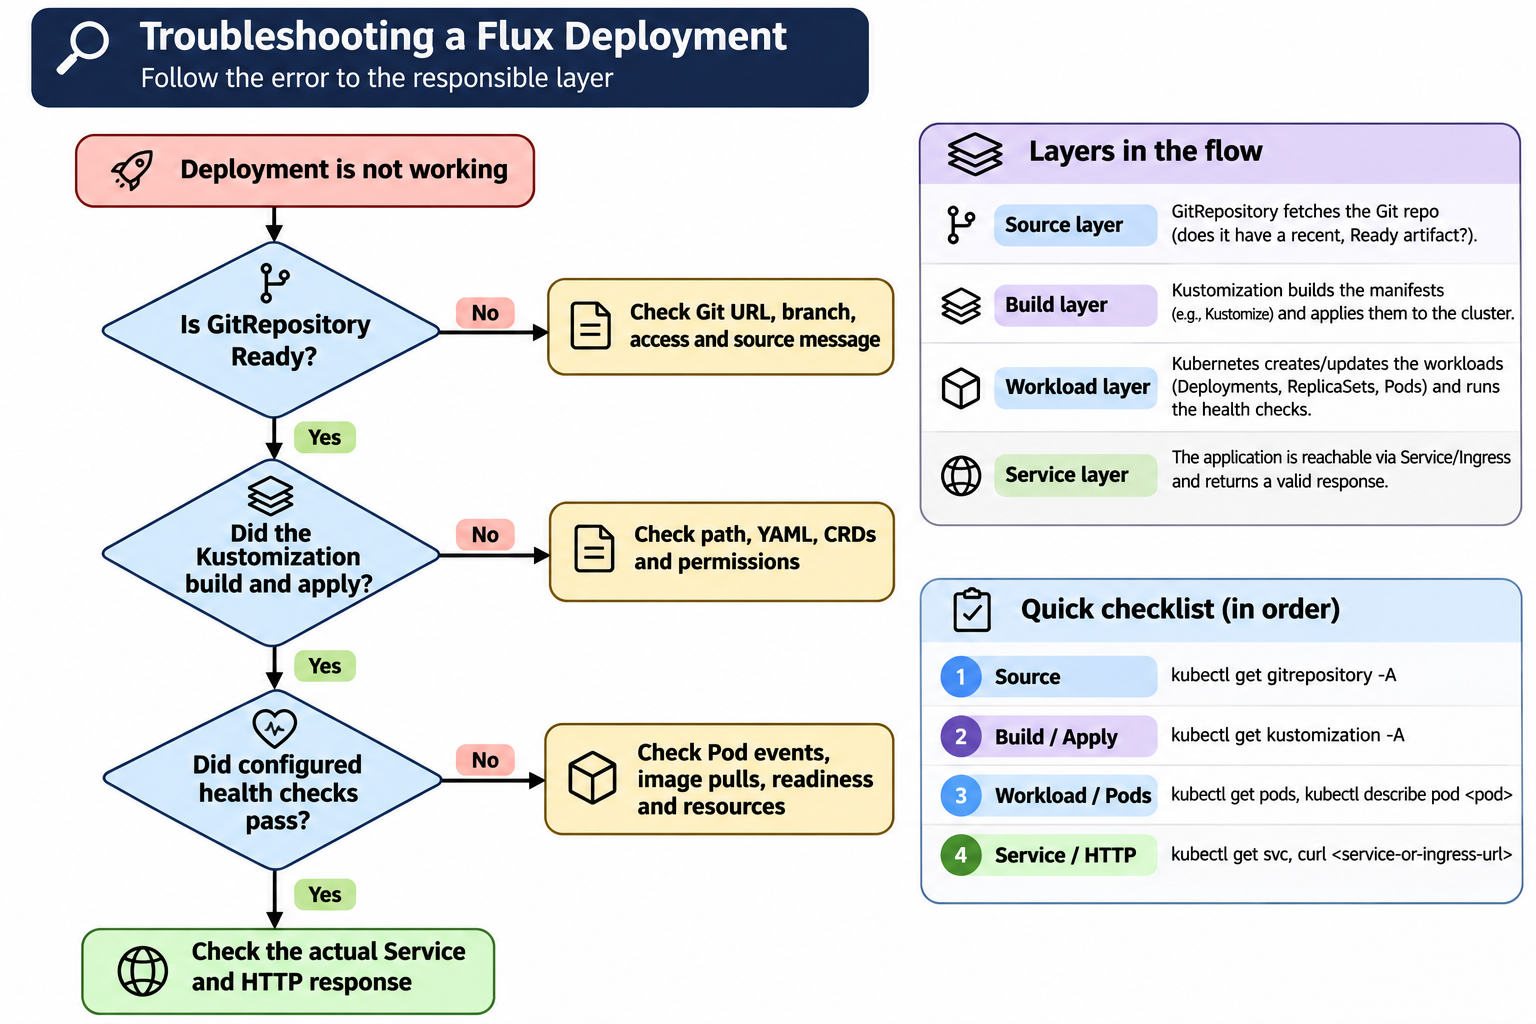 Troubleshooting a Flux Deployment
Follow the error to the responsible layer
Deployment is not working
Is GitRepository
Ready?
No
Check Git URL, branch,
access and source message
Yes
Did the
Kustomization
build and apply?
No
Check path, YAML, CRDs
and permissions
Yes
Did configured
health checks
pass?
No
Check Pod events,
image pulls, readiness
and resources
Yes
Check the actual Service
and HTTP response
Layers in the flow
Source layer
GitRepository fetches the Git repo
(does it have a recent, Ready artifact?).
Build layer
Kustomization builds the manifests
(e.g., Kustomize) and applies them to the cluster.
Workload layer
Kubernetes creates/updates the workloads
(Deployments, ReplicaSets, Pods) and runs
the health checks.
Service layer
The application is reachable via Service/Ingress
and returns a valid response.
Quick checklist (in order)
1 Source kubectl get gitrepository -A
2 Build / Apply kubectl get kustomization -A
3 Workload / Pods kubectl get pods, kubectl describe pod <pod>
4 Service / HTTP kubectl get svc, curl <service-or-ingress-url>